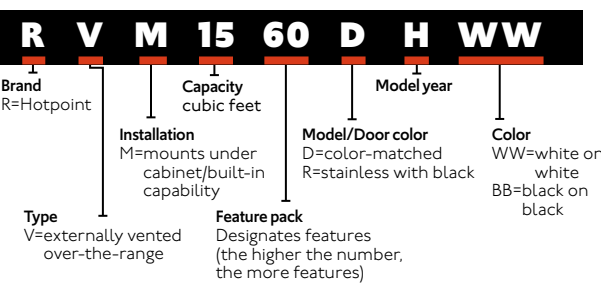 R V M 15 60 D H WW
Brand
R=Hotpoint
Capacity
cubic feet
Model year
Installation
M=mounts under
cabinet/built-in
capability
Model/Door color
D=color-matched
R=stainless with black
Color
WW=white on
white
BB=black on
black
Type
V=externally vented
over-the-range
Feature pack
Designates features
(the higher the number,
the more features)